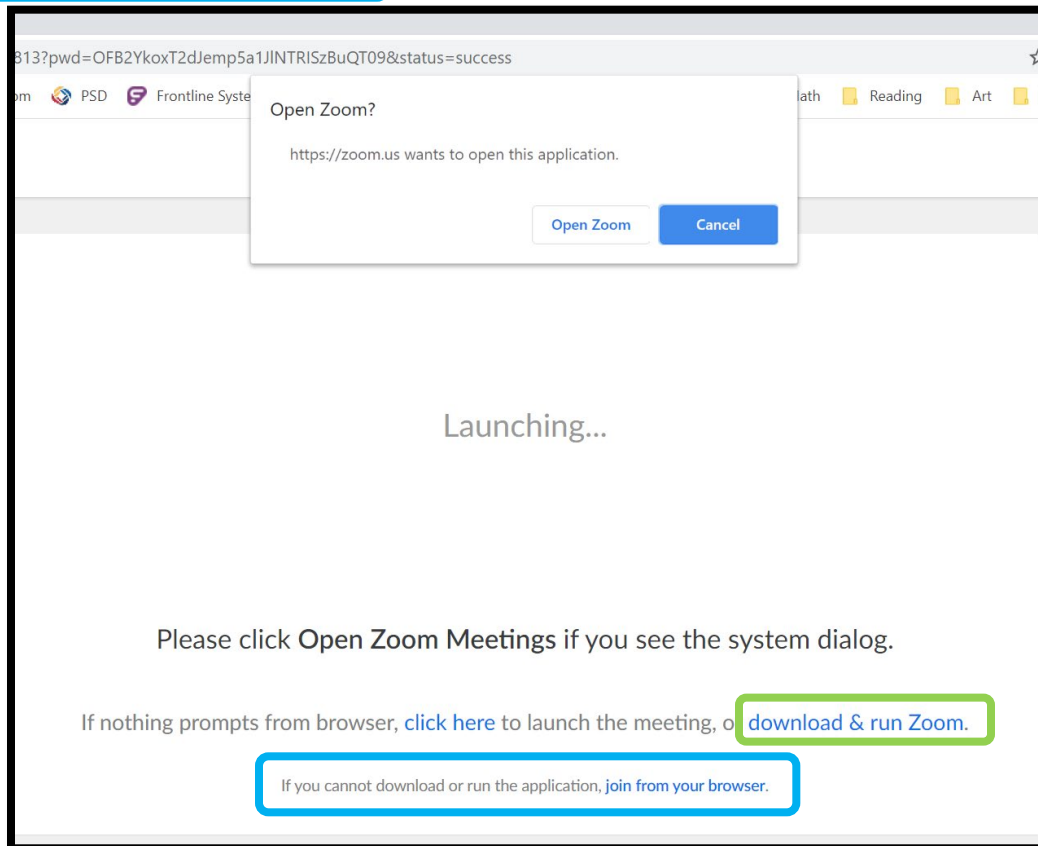 813?pwd=OFB2YkoxT2dJemp5a1JlNTRISzBuQT09&status=success
PSD Frontline Syste Reading Art
Open Zoom?
https://zoom.us wants to open this application.
Open Zoom Cancel
Launching...
Please click Open Zoom Meetings if you see the system dialog.
If nothing prompts from browser, click here to launch the meeting, o download & run Zoom.
If you cannot download or run the application, join from your browser.